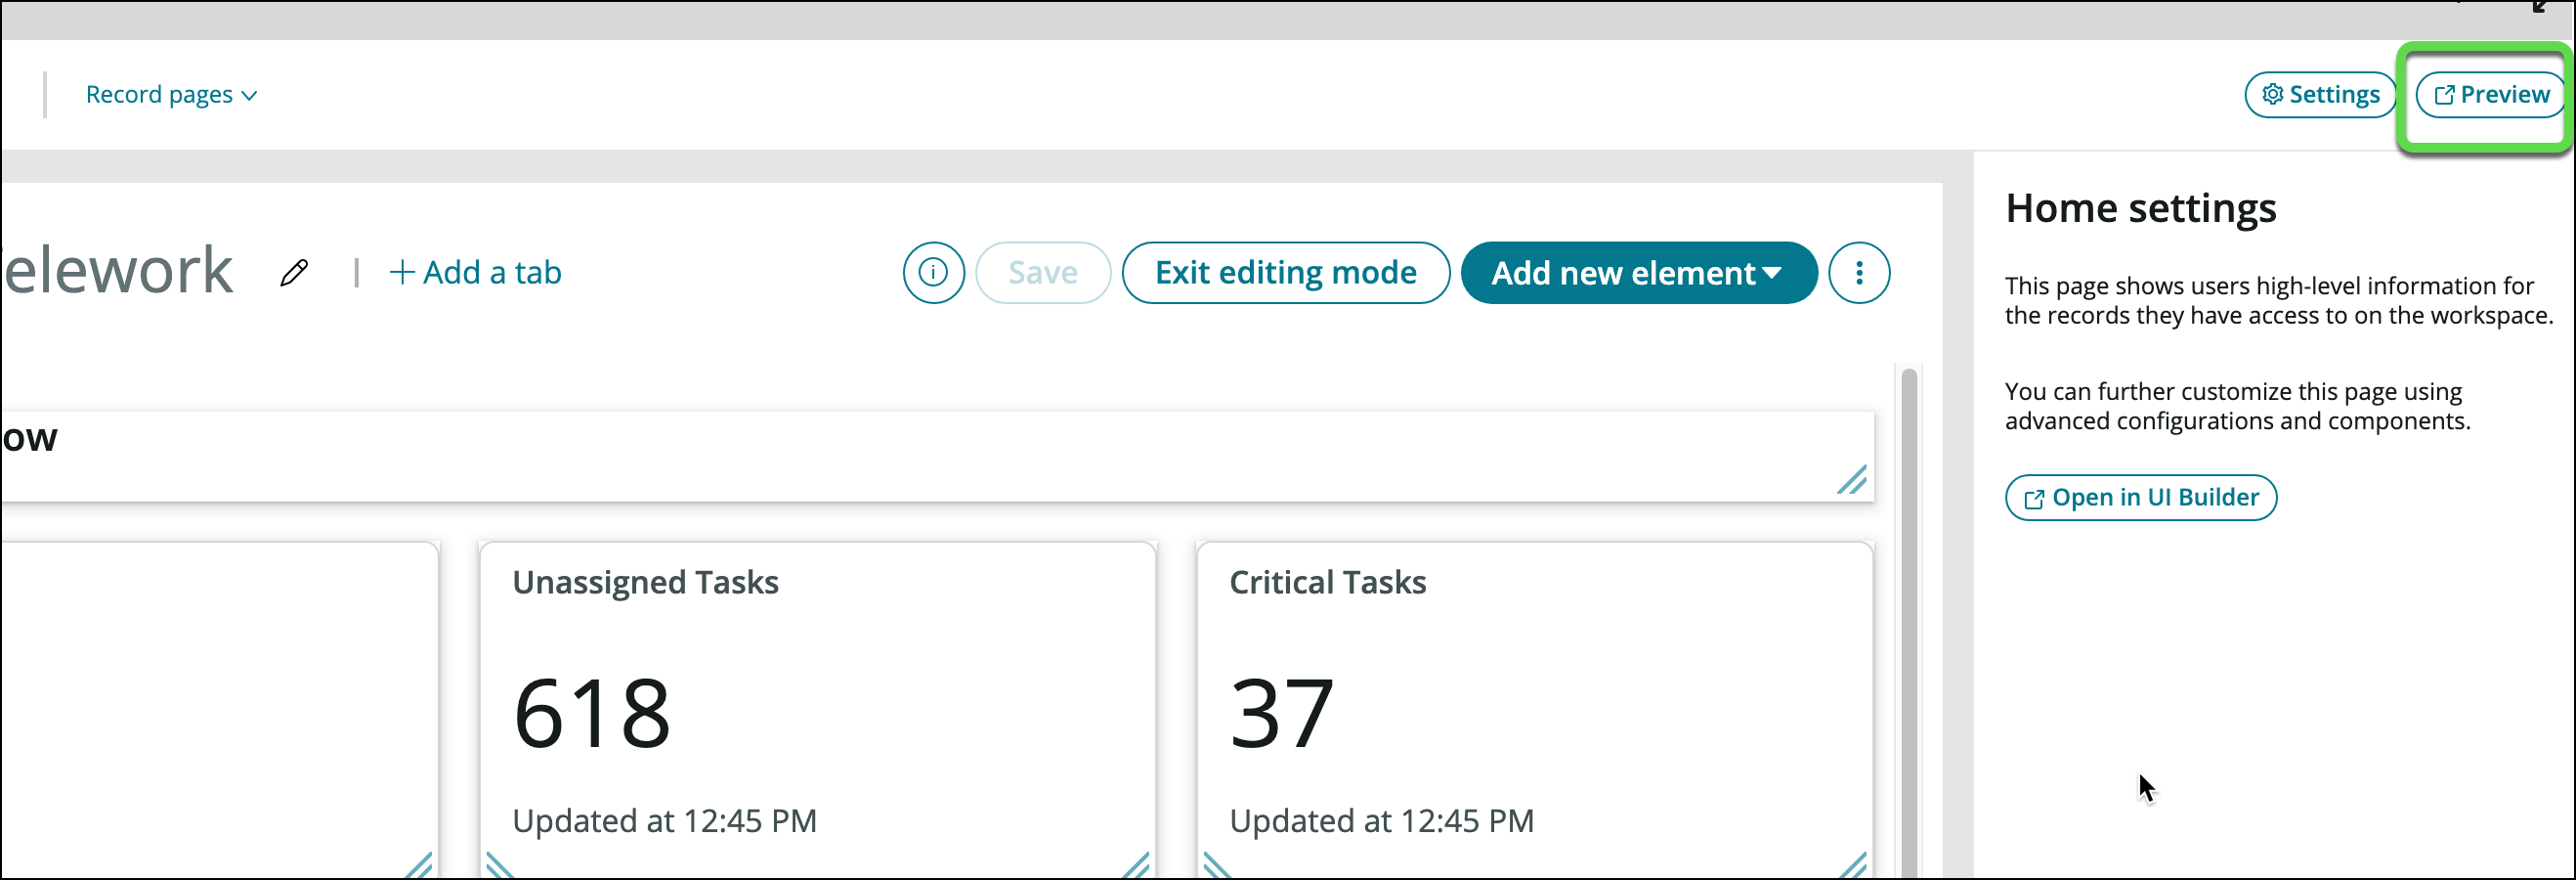 Record pages
Settings
Preview
elework
Add a tab
Save
Exit editing mode
Add new element
Home settings
This page shows users high-level information for
the records they have access to on the workspace.
You can further customize this page using
advanced configurations and components.
Open in UI Builder
ow
Unassigned Tasks
618
Updated at 12:45 PM
Critical Tasks
37
Updated at 12:45 PM